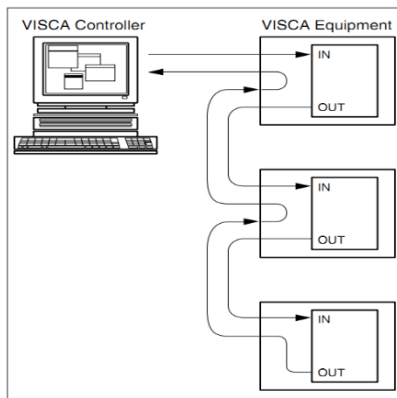 VISCA Controller
VISCA Equipment
IN
OUT
IN
OUT
IN
OUT